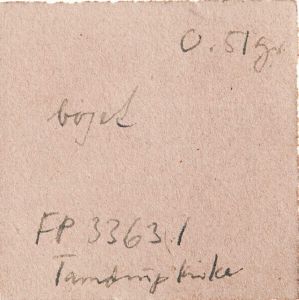 0.51 gr.
bøjet
FP 3363.1
Tamdrup Kirke